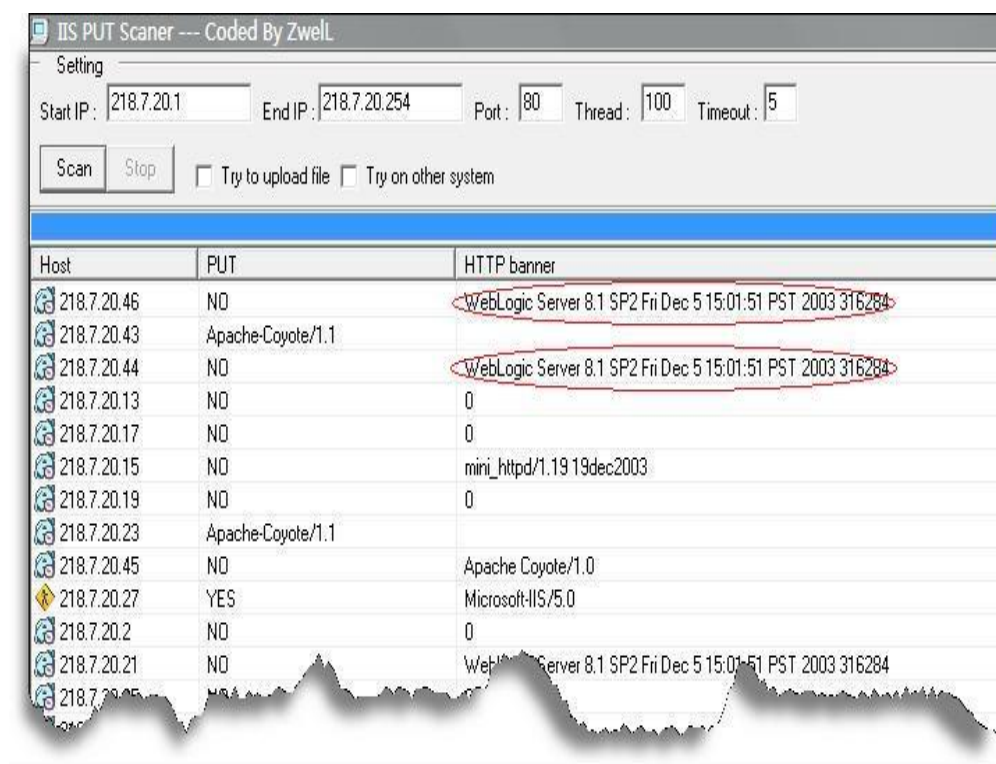 IIS PUT Scaner --- Coded By ZwelL
Setting
Start IP : 218.7.20.1 End IP : 218.7.20.254 Port : 80 Thread : 100 Timeout : 5
Scan Stop Try to upload file Try on other system
Host PUT HTTP banner
218.7.20.46 NO WebLogic Server 8.1 SP2 Fri Dec 5 15:01:51 PST 2003 316284
218.7.20.43 Apache-Coyote/1.1
218.7.20.44 NO WebLogic Server 8.1 SP2 Fri Dec 5 15:01:51 PST 2003 316284
218.7.20.13 NO 0
218.7.20.17 NO 0
218.7.20.15 NO mini_httpd/1.19 19dec2003
218.7.20.19 NO 0
218.7.20.23 Apache-Coyote/1.1
218.7.20.45 NO Apache Coyote/1.0
218.7.20.27 YES Microsoft-IIS/5.0
218.7.20.2 NO 0
218.7.20.21 NO Server 8.1 SP2 Fri Dec 5 15:01:51 PST 2003 316284